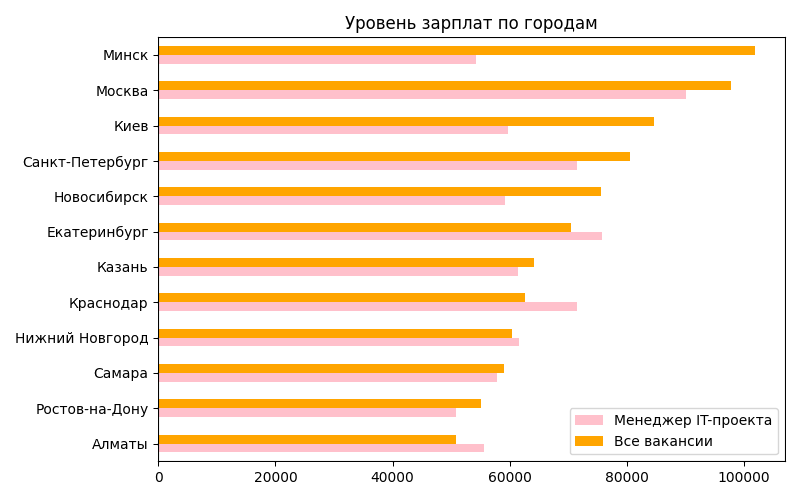 Уровень зарплат по городам
Минск
Москва
Киев
Санкт-Петербург
Новосибирск
Екатеринбург
Казань
Краснодар
Нижний Новгород
Самара
Ростов-на-Дону
Алматы
Менеджер IT-проекта
Все вакансии
0 20000 40000 60000 80000 100000